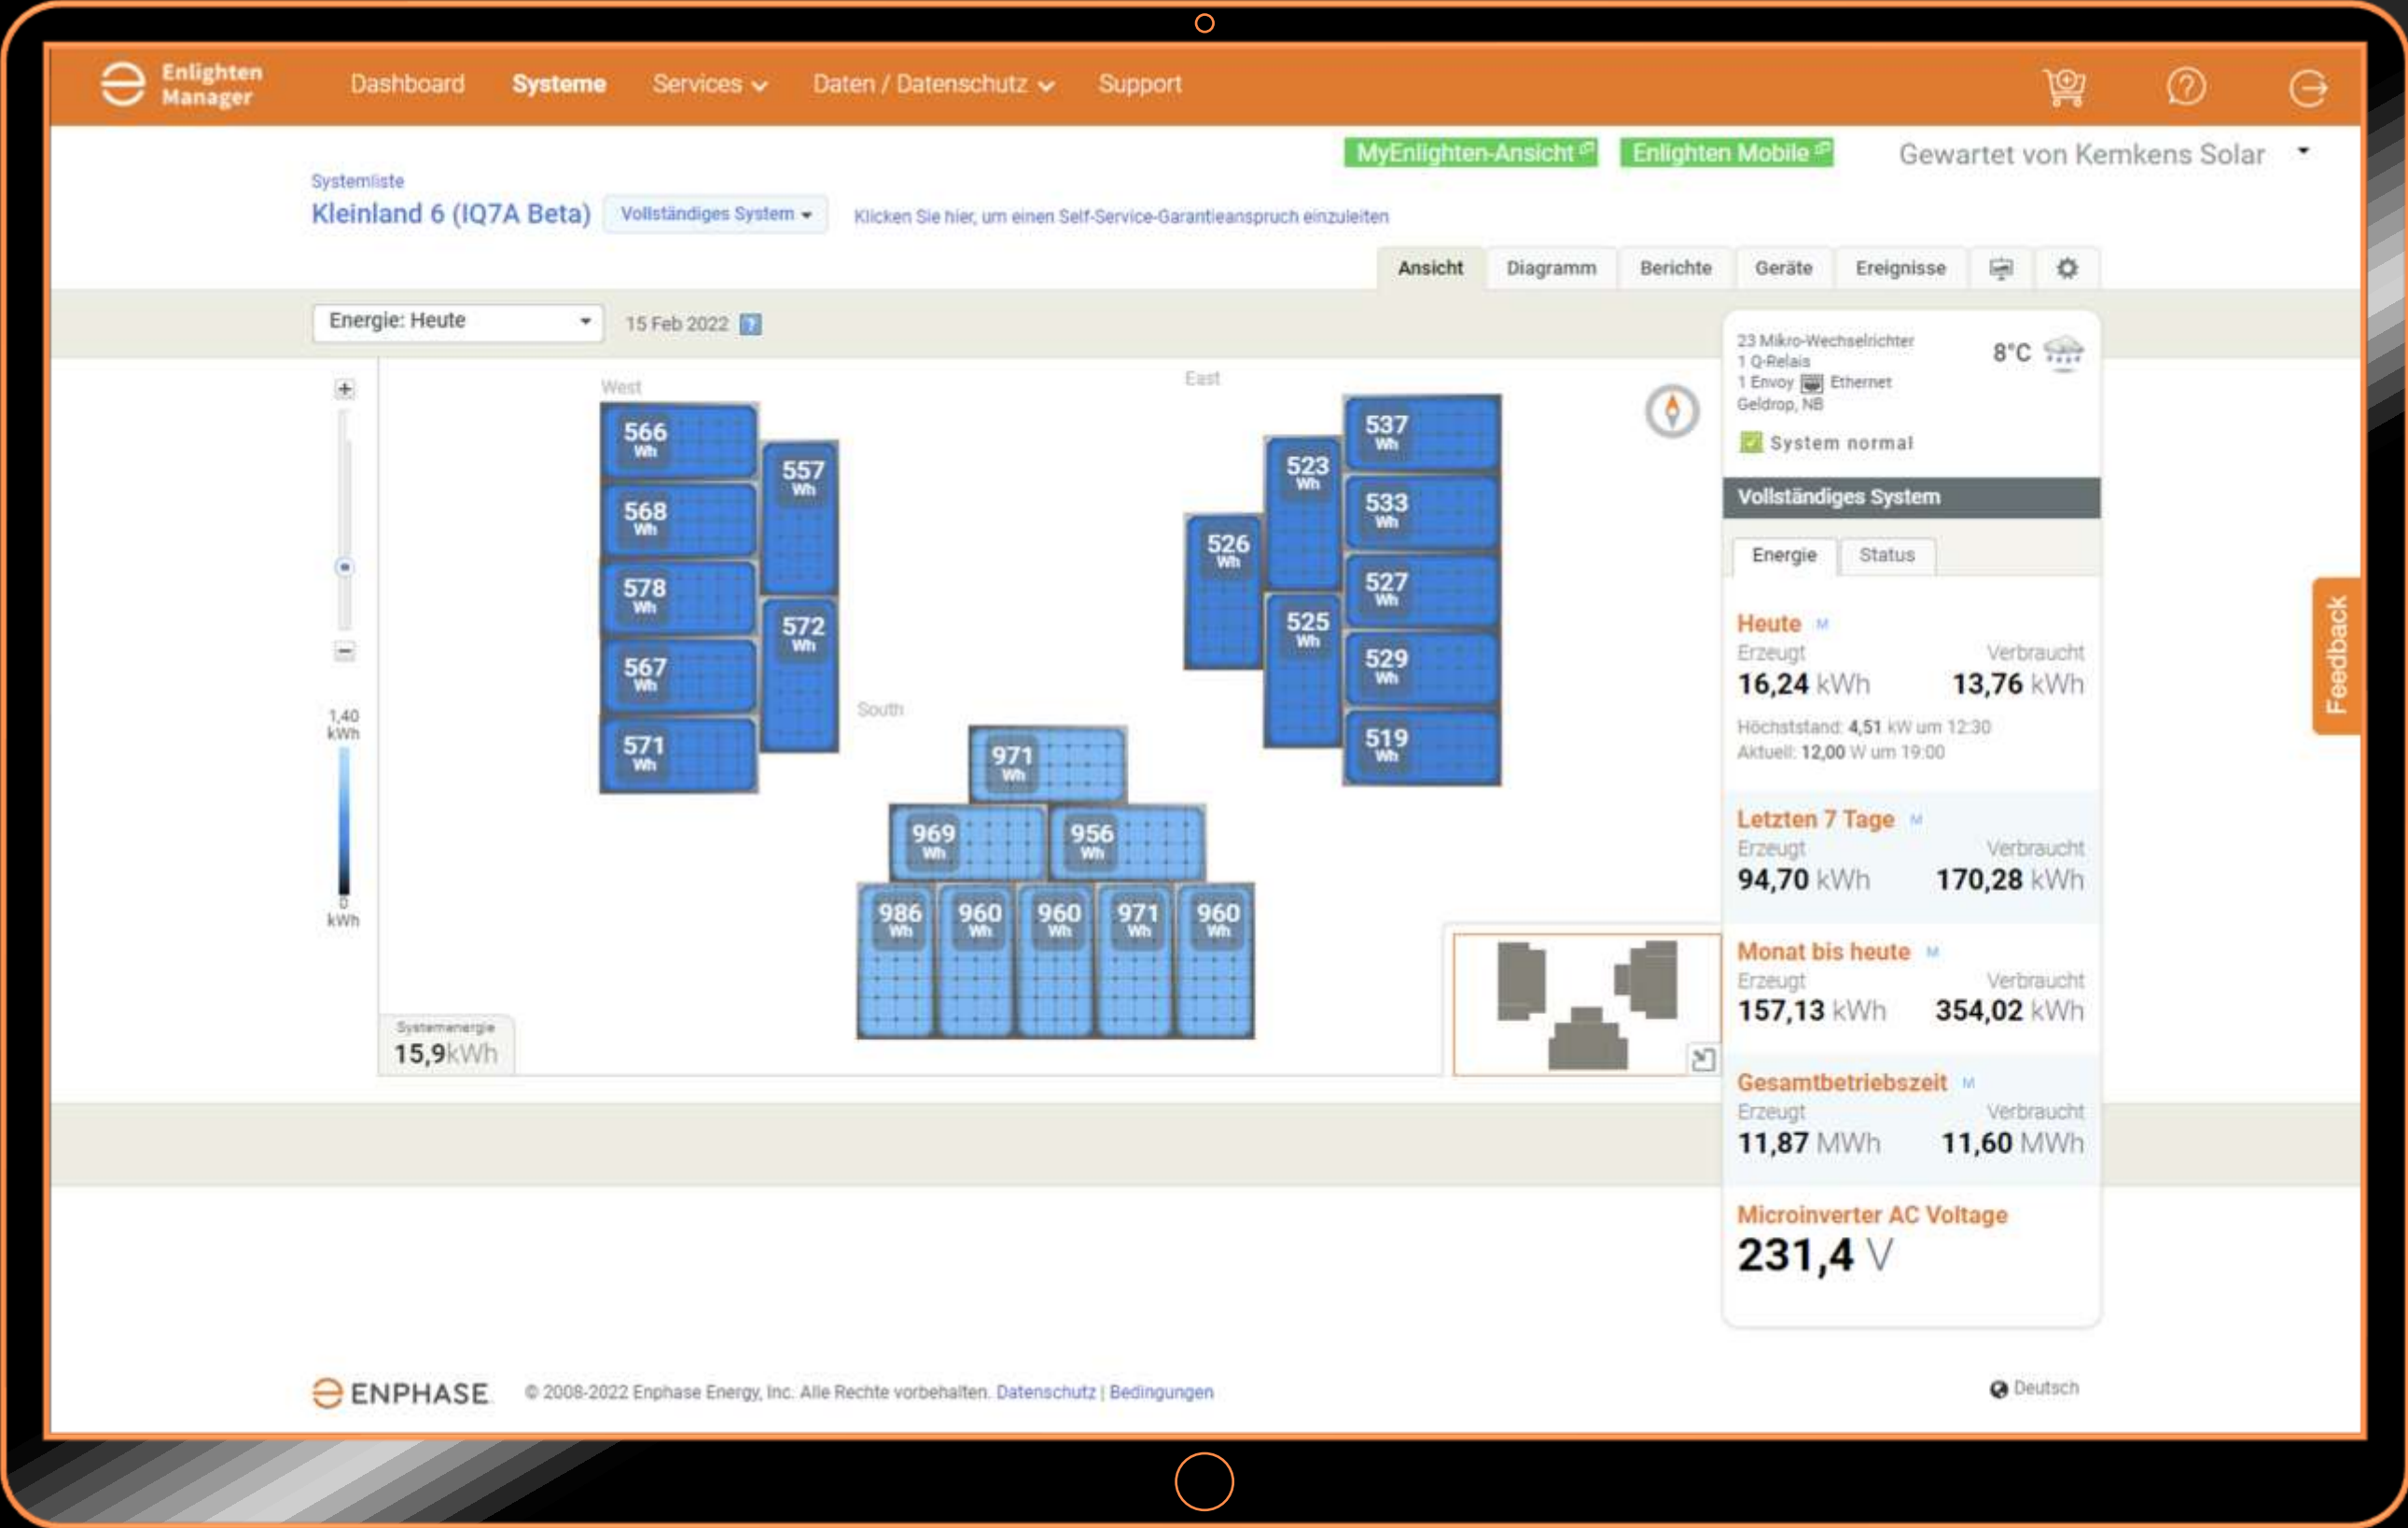 Enlighten
Manager
Dashboard
Systeme
Services
Daten / Datenschutz
Support
MyEnlighten-Ansicht
Enlighten Mobile
Gewartet von Kemkens Solar
Systemliste
Kleinland 6 (IQ7A Beta)
Vollständiges System
Klicken Sie hier, um einen Self-Service-Garantieanspruch einzuleiten
Ansicht
Diagramm
Berichte
Geräte
Ereignisse
Energie: Heute
15 Feb 2022
?
1,40
kWh
0
kWh
West
566
Wh
568
Wh
578
Wh
567
Wh
571
Wh
557
Wh
572
Wh
East
526
Wh
523
Wh
525
Wh
537
Wh
533
Wh
527
Wh
529
Wh
519
Wh
South
971
Wh
969
Wh
956
Wh
986
Wh
960
Wh
960
Wh
971
Wh
960
Wh
Systemenergie
15,9kWh
23 Mikro-Wechselrichter
1 Q-Relais
1 Envoy Ethernet
Geldrop, NB
8°C
System normal
Vollständiges System
Energie
Status
Heute M
Erzeugt Verbraucht
16,24 kWh 13,76 kWh
Höchststand: 4,51 kW um 12:30
Aktuell: 12,00 W um 19:00
Letzten 7 Tage M
Erzeugt Verbraucht
94,70 kWh 170,28 kWh
Monat bis heute M
Erzeugt Verbraucht
157,13 kWh 354,02 kWh
Gesamtbetriebszeit M
Erzeugt Verbraucht
11,87 MWh 11,60 MWh
Microinverter AC Voltage
231,4 V
Feedback
ENPHASE
© 2008-2022 Enphase Energy, Inc. Alle Rechte vorbehalten. Datenschutz | Bedingungen
Deutsch